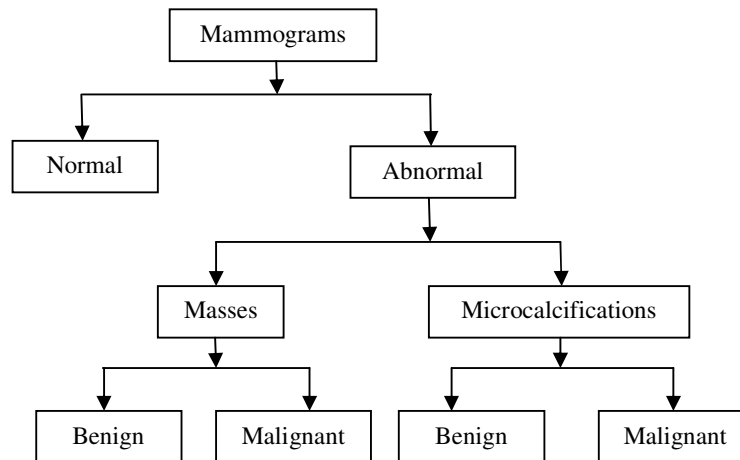 Mammograms
Normal
Abnormal
Masses
Microcalcifications
Benign
Malignant
Benign
Malignant